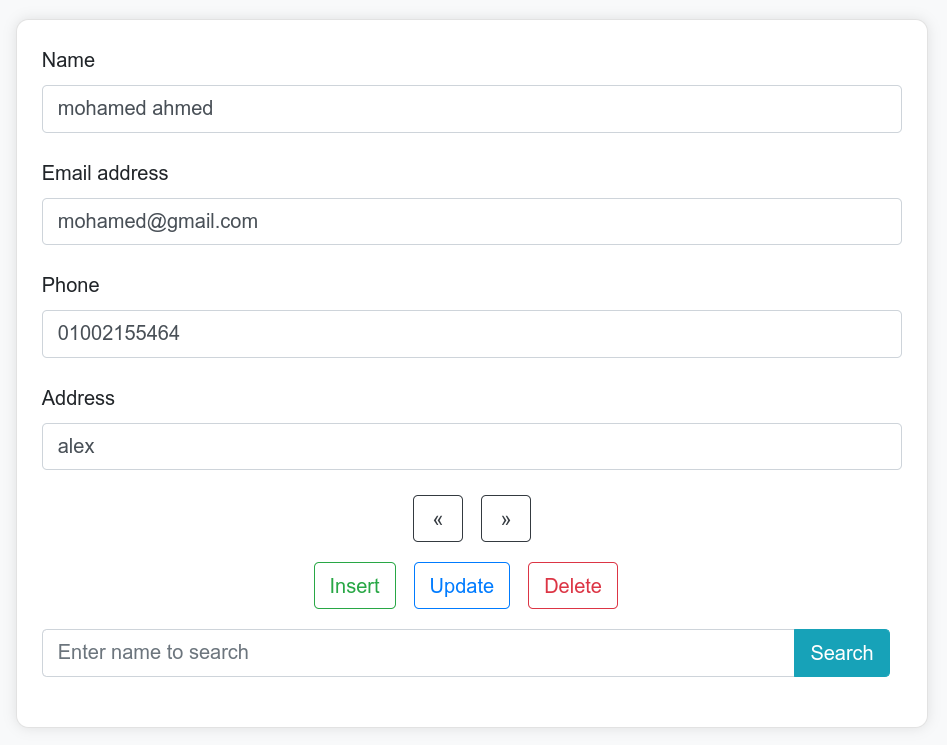 Name
mohamed ahmed
Email address
mohamed@gmail.com
Phone
01002155464
Address
alex
« »
Insert Update Delete
Enter name to search Search